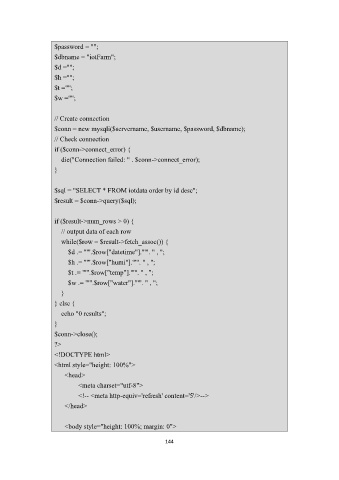 $password = "";
$dbname = "iotFarm";
$d ="";
$h ="";
$t ="";
$w ="";
// Create connection
$conn = new mysqli($servername, $username, $password, $dbname);
// Check connection
if ($conn->connect_error) {
die("Connection failed: " . $conn->connect_error);
}
$sql = "SELECT * FROM iotdata order by id desc";
$result = $conn->query($sql);
if ($result->num_rows > 0) {
// output data of each row
while($row = $result->fetch_assoc()) {
$d .= '"'.$row["datetime"].'"'. " , ";
$h .= '"'.$row["humi"].'"'. " , ";
$t .= '"'.$row["temp"].'"'. " , ";
$w .= '"'.$row["water"].'"'. " , ";
}
} else {
echo "0 results";
}
$conn->close();
?>
<!DOCTYPE html>
<html style="height: 100%">
<head>
<meta charset="utf-8">
<!-- <meta http-equiv='refresh' content='5'/>-->
</head>
<body style="height: 100%; margin: 0">
144